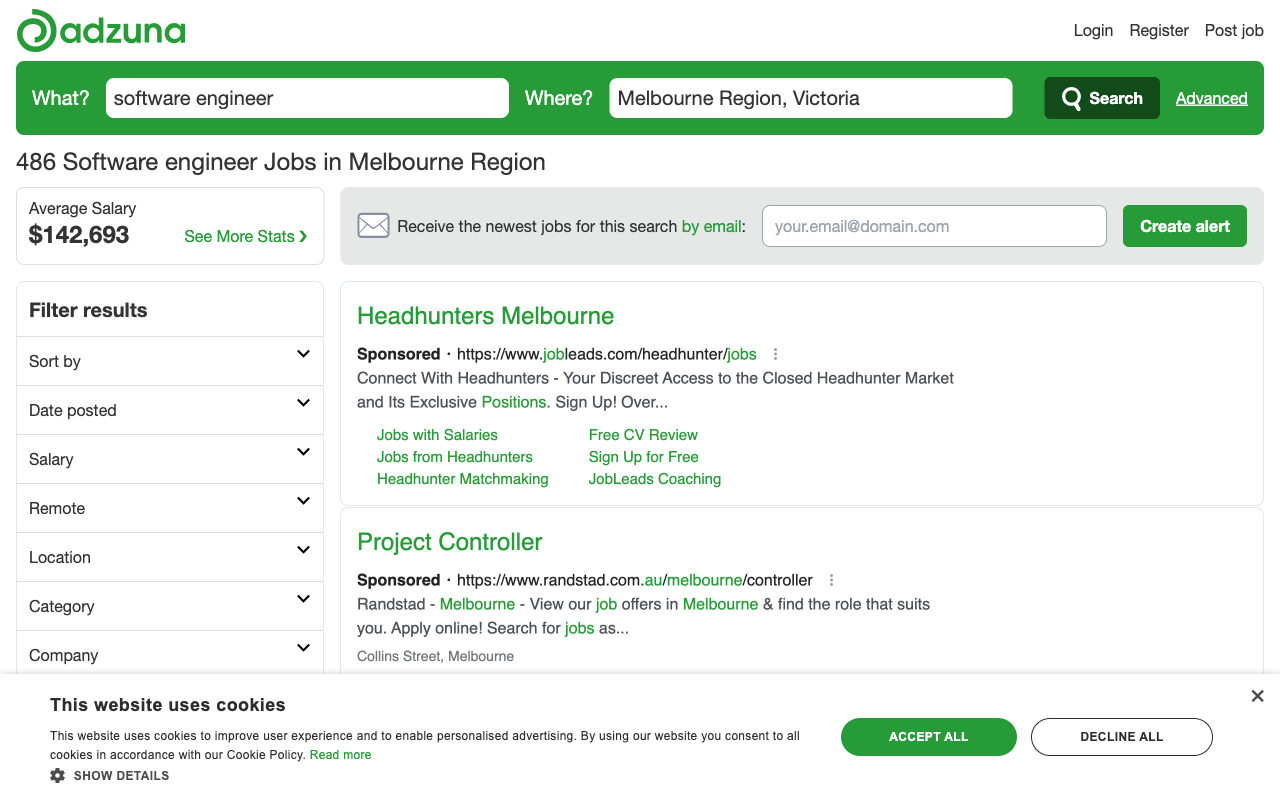 adzuna
Login Register Post job
What? software engineer Where? Melbourne Region, Victoria Search Advanced
486 Software engineer Jobs in Melbourne Region
Average Salary
$142,693 See More Stats ❯
Receive the newest jobs for this search by email: your.email@domain.com Create alert
Filter results
Sort by
Date posted
Salary
Remote
Location
Category
Company
Headhunters Melbourne
Sponsored · https://www.jobleads.com/headhunter/jobs
Connect With Headhunters - Your Discreet Access to the Closed Headhunter Market
and Its Exclusive Positions. Sign Up! Over...
Jobs with Salaries Free CV Review
Jobs from Headhunters Sign Up for Free
Headhunter Matchmaking JobLeads Coaching
Project Controller
Sponsored · https://www.randstad.com.au/melbourne/controller
Randstad - Melbourne - View our job offers in Melbourne & find the role that suits
you. Apply online! Search for jobs as...
Collins Street, Melbourne
This website uses cookies
This website uses cookies to improve user experience and to enable personalised advertising. By using our website you consent to all
cookies in accordance with our Cookie Policy. Read more
SHOW DETAILS
ACCEPT ALL DECLINE ALL
×